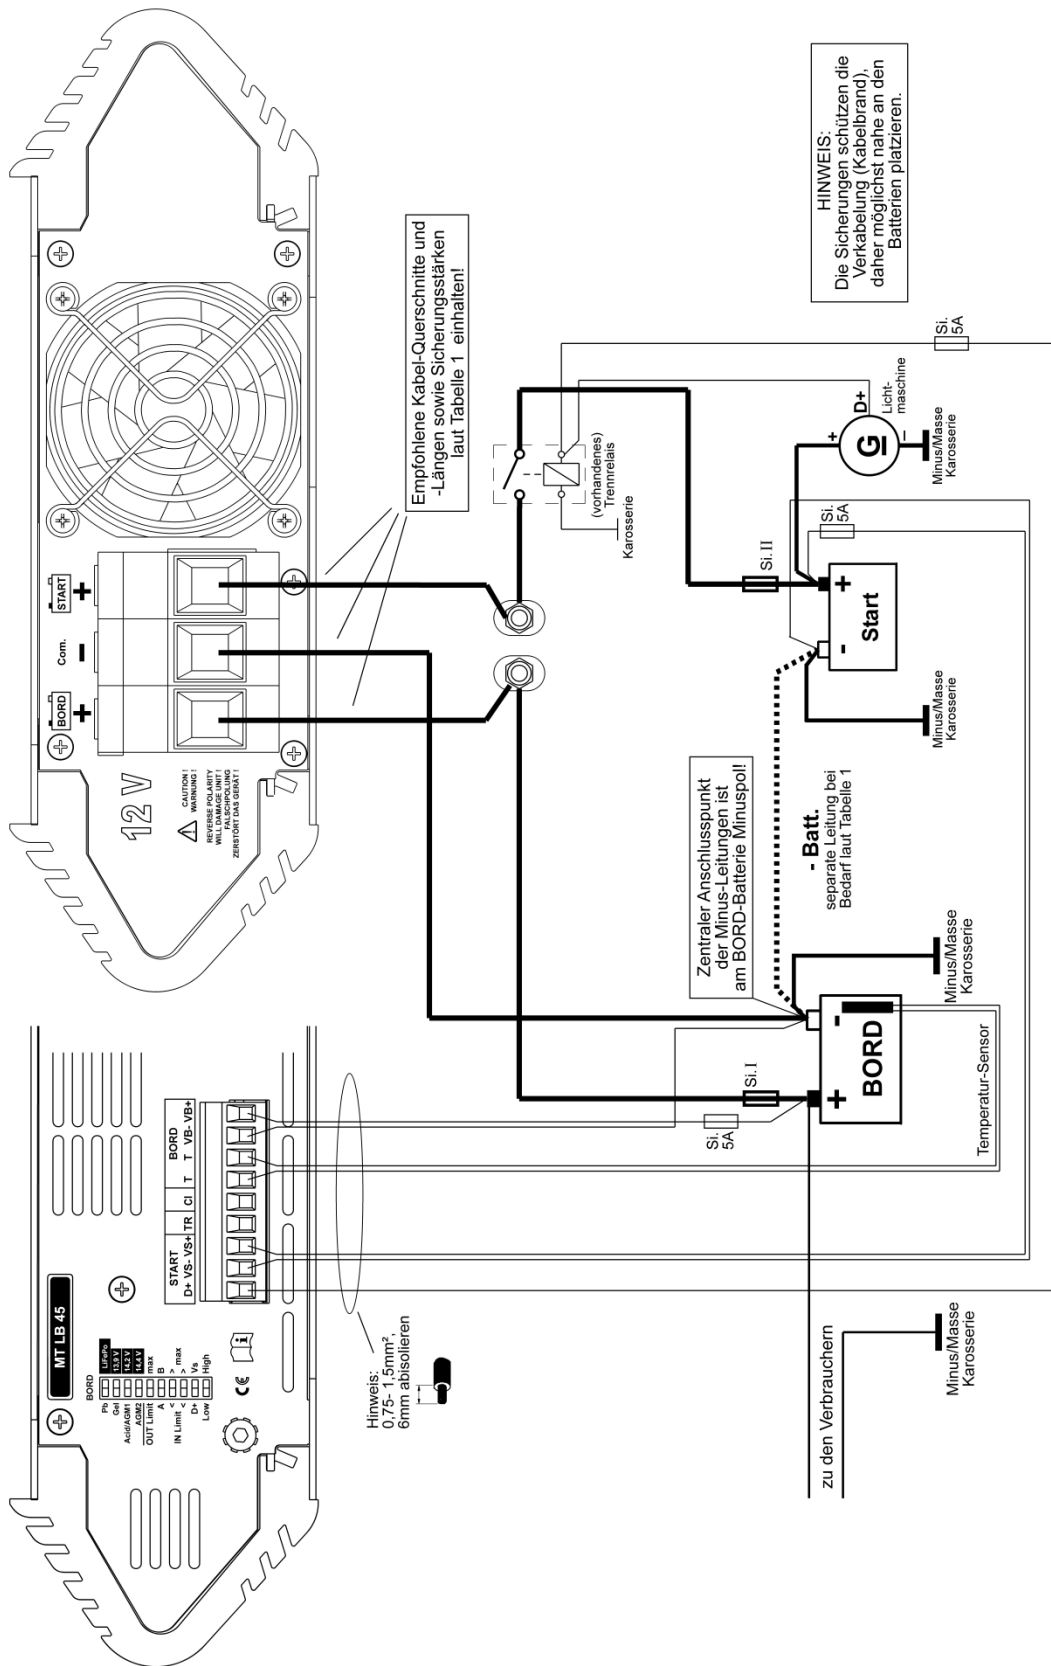 MT LB 45
BORD
Pb LiFePo
Gel 13,9 V
Acid/AGM1 14,2 V
AGM2 14,4 V
OUT Limit max
A B
IN Limit < > max
< >
D+ Vs
Low High
CE
i
START BORD
D+ VS- VS+ TR CI T T VB- VB+
Hinweis:
0,75- 1,5mm²,
6mm abisolieren
12 V
CAUTION !
WARNUNG !
REVERSE POLARITY
WILL DAMAGE UNIT !
FALSCHPOLUNG
ZERSTÖRT DAS GERÄT !
BORD Com. START
+ − +
Empfohlene Kabel-Querschnitte und
-Längen sowie Sicherungsstärken
laut Tabelle 1 einhalten!
(vorhandenes)
Trennrelais
Karosserie
HINWEIS:
Die Sicherungen schützen die
Verkabelung (Kabelbrand),
daher möglichst nahe an den
Batterien platzieren.
Zentraler Anschlusspunkt
der Minus-Leitungen ist
am BORD-Batterie Minuspol!
- Batt.
separate Leitung bei
Bedarf laut Tabelle 1
Si.
5A
Si.I
+ -
BORD
Minus/Masse
Karosserie
Temperatur-Sensor
Si.II
Si.
5A
- +
Start
Minus/Masse
Karosserie
+ D+
G
−
Licht-
maschine
Minus/Masse
Karosserie
Si.
5A
zu den Verbrauchern
Minus/Masse
Karosserie